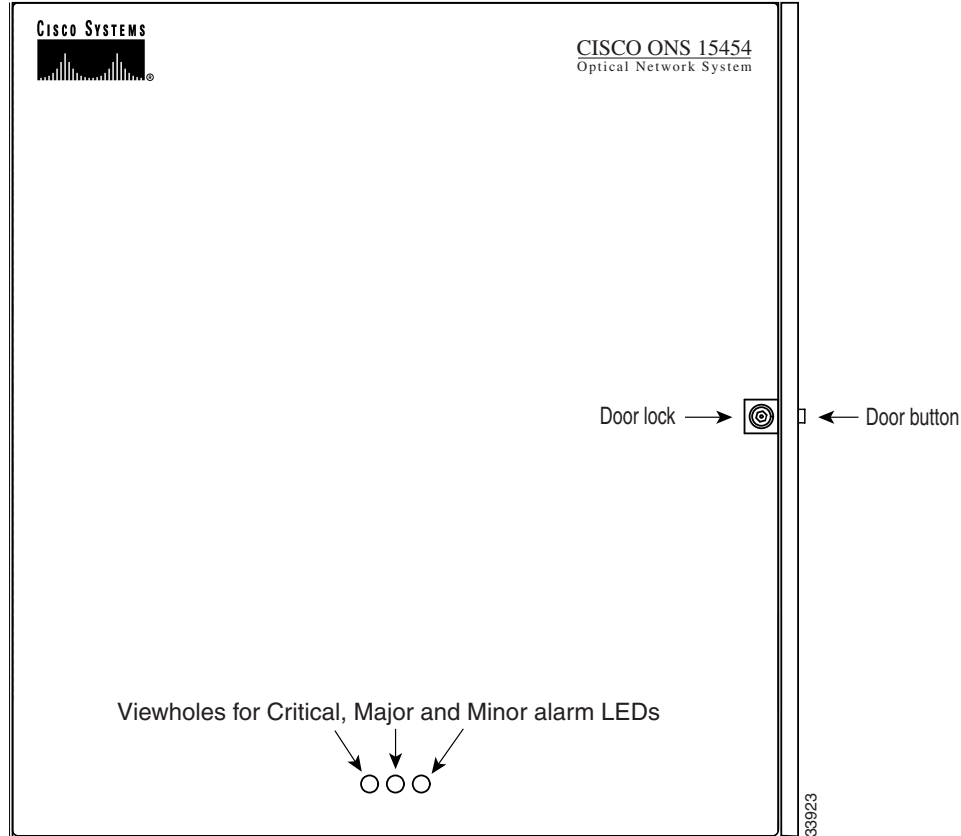 CISCO SYSTEMS
®
CISCO ONS 15454
Optical Network System
Door lock
Door button
Viewholes for Critical, Major and Minor alarm LEDs
33923